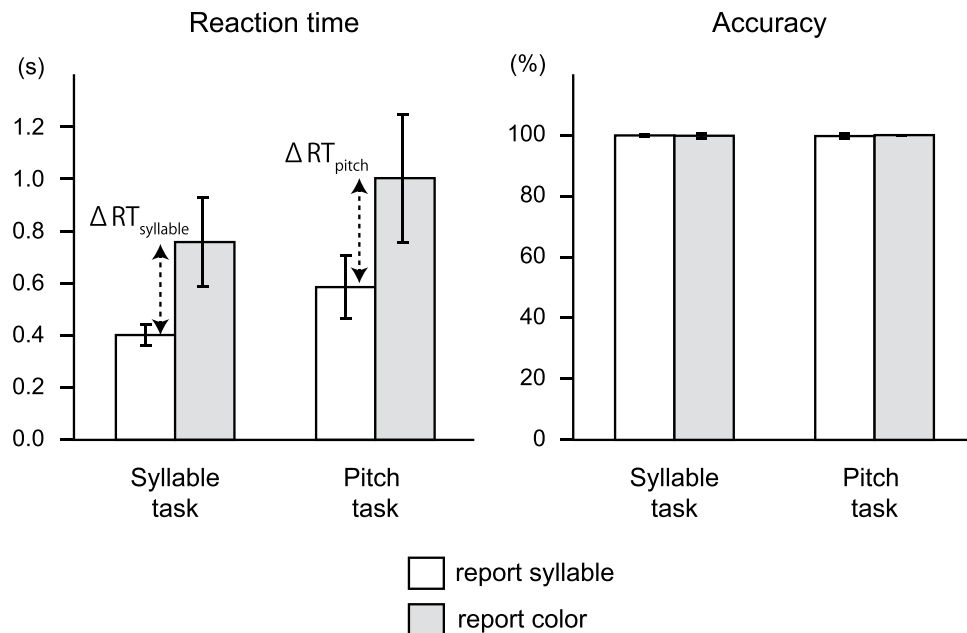 Reaction time
(s)
1.2
1.0
0.8
0.6
0.4
0.2
0.0
Δ RTsyllable
Δ RTpitch
Syllable
task
Pitch
task
Accuracy
(%)
100
80
60
40
20
0
Syllable
task
Pitch
task
report syllable
report color